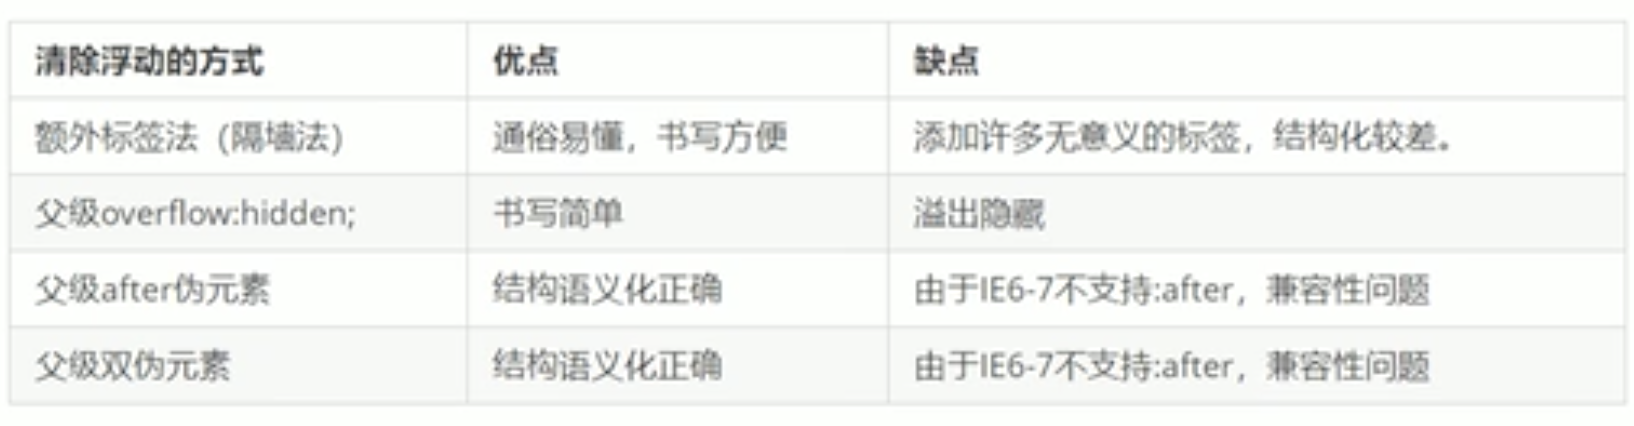 清除浮动的方式 优点 缺点
额外标签法（隔墙法） 通俗易懂，书写方便 添加许多无意义的标签，结构化较差。
父级overflow:hidden; 书写简单 溢出隐藏
父级after伪元素 结构语义化正确 由于IE6-7不支持:after，兼容性问题
父级双伪元素 结构语义化正确 由于IE6-7不支持:after，兼容性问题